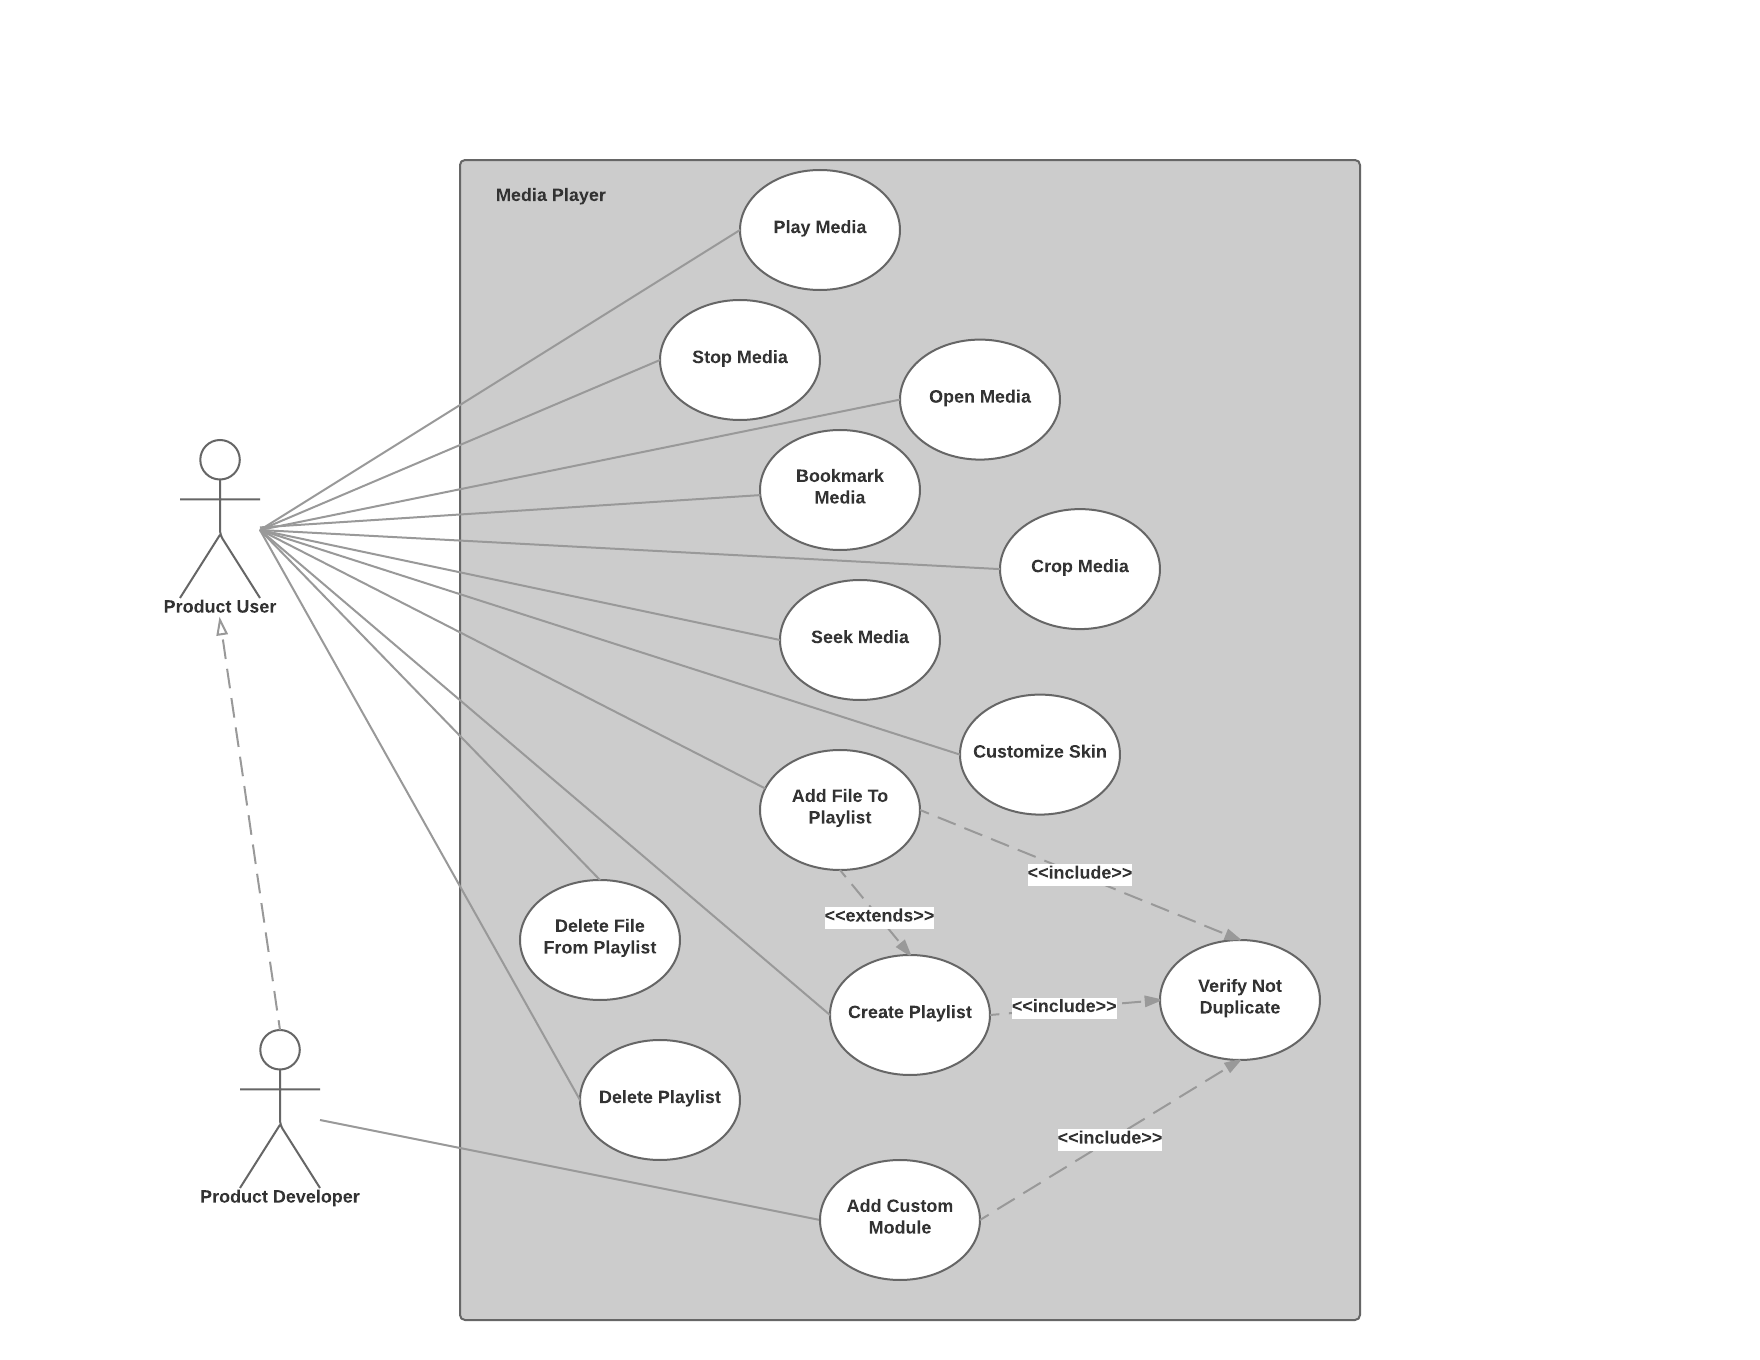 Media Player
Play Media
Stop Media
Open Media
Bookmark
Media
Crop Media
Product User
Seek Media
Customize Skin
Add File To
Playlist
<<include>>
<<extends>>
Delete File
From Playlist
Create Playlist
<<include>>
Verify Not
Duplicate
Delete Playlist
<<include>>
Product Developer
Add Custom
Module